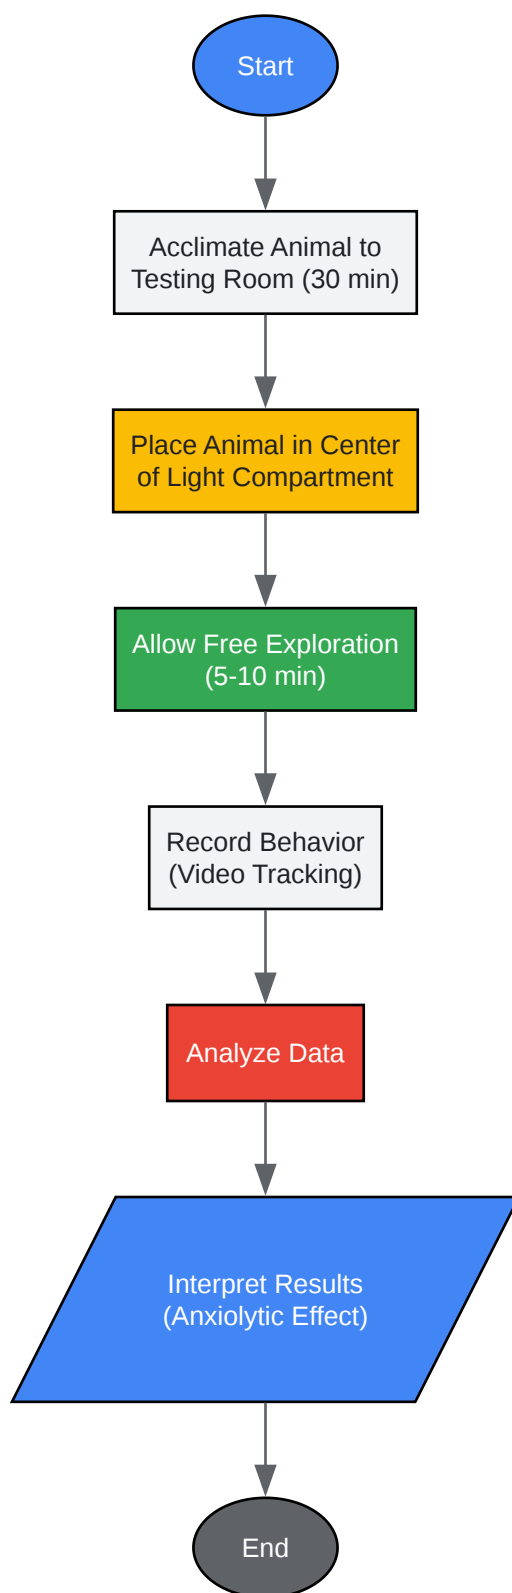 Start
Acclimate Animal to
Testing Room (30 min)
Place Animal in Center
of Light Compartment
Allow Free Exploration
(5-10 min)
Record Behavior
(Video Tracking)
Analyze Data
Interpret Results
(Anxiolytic Effect)
End